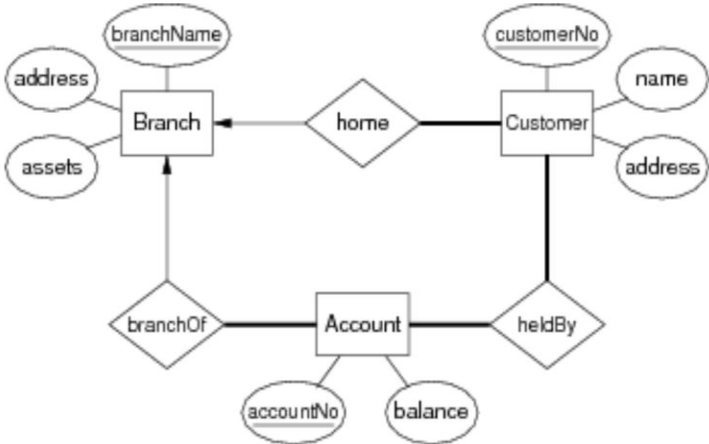 branchName
customerNo
address
name
Branch
home
Customer
assets
address
branchOf
Account
heldBy
accountNo
balance